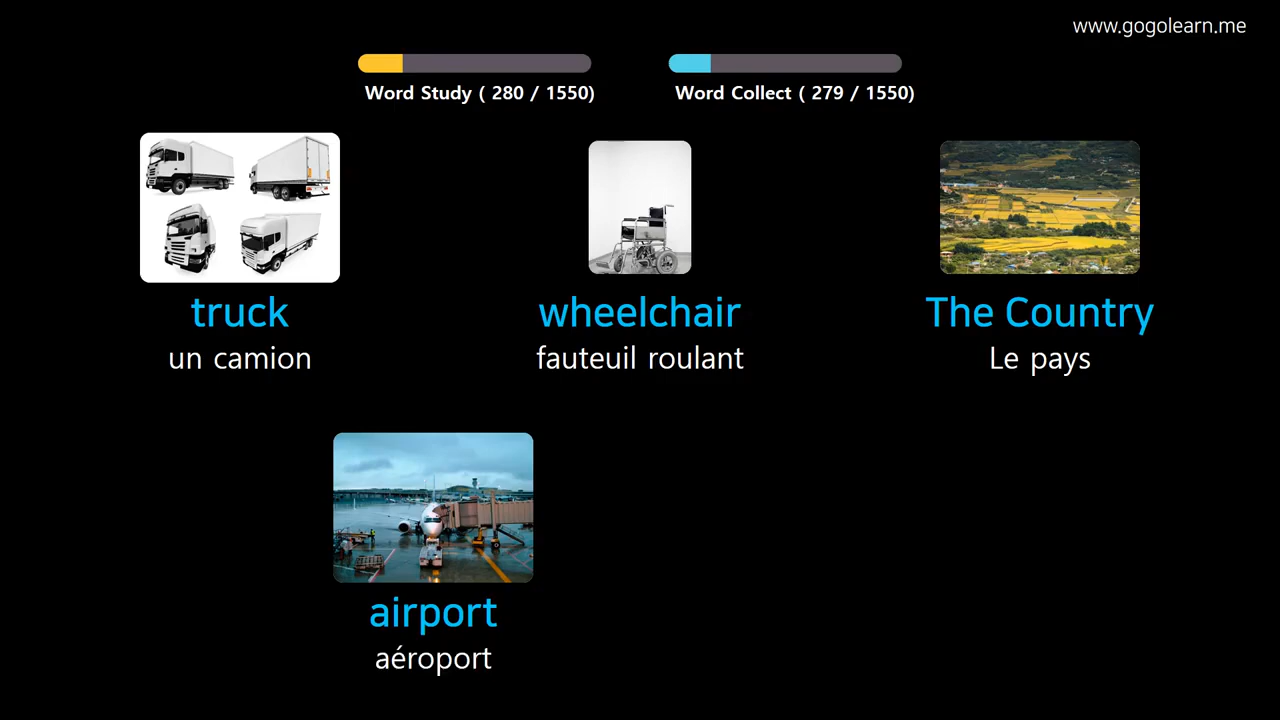 www.gogolearn.me
Word Study ( 280 / 1550)
Word Collect ( 279 / 1550)
truck
un camion
wheelchair
fauteuil roulant
The Country
Le pays
airport
aéroport